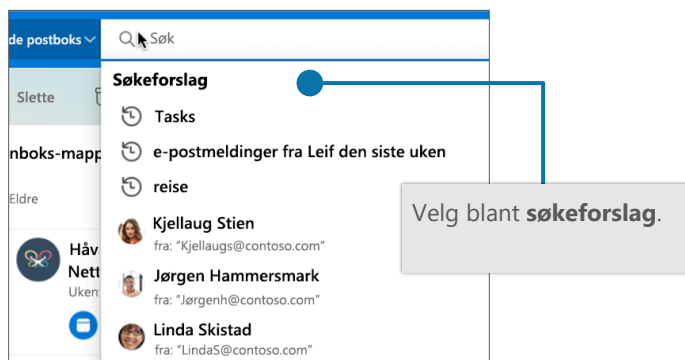 de postboks
Søk
Søkeforslag
Slette
Tasks
nboks-mapp
e-postmeldinger fra Leif den siste uken
reise
Eldre
Kjellaug Stien
fra: "Kjellaugs@contoso.com"
Velg blant søkeforslag.
Håv
Nett
Uken
Jørgen Hammersmark
fra: "Jørgenh@contoso.com"
Linda Skistad
fra: "LindaS@contoso.com"